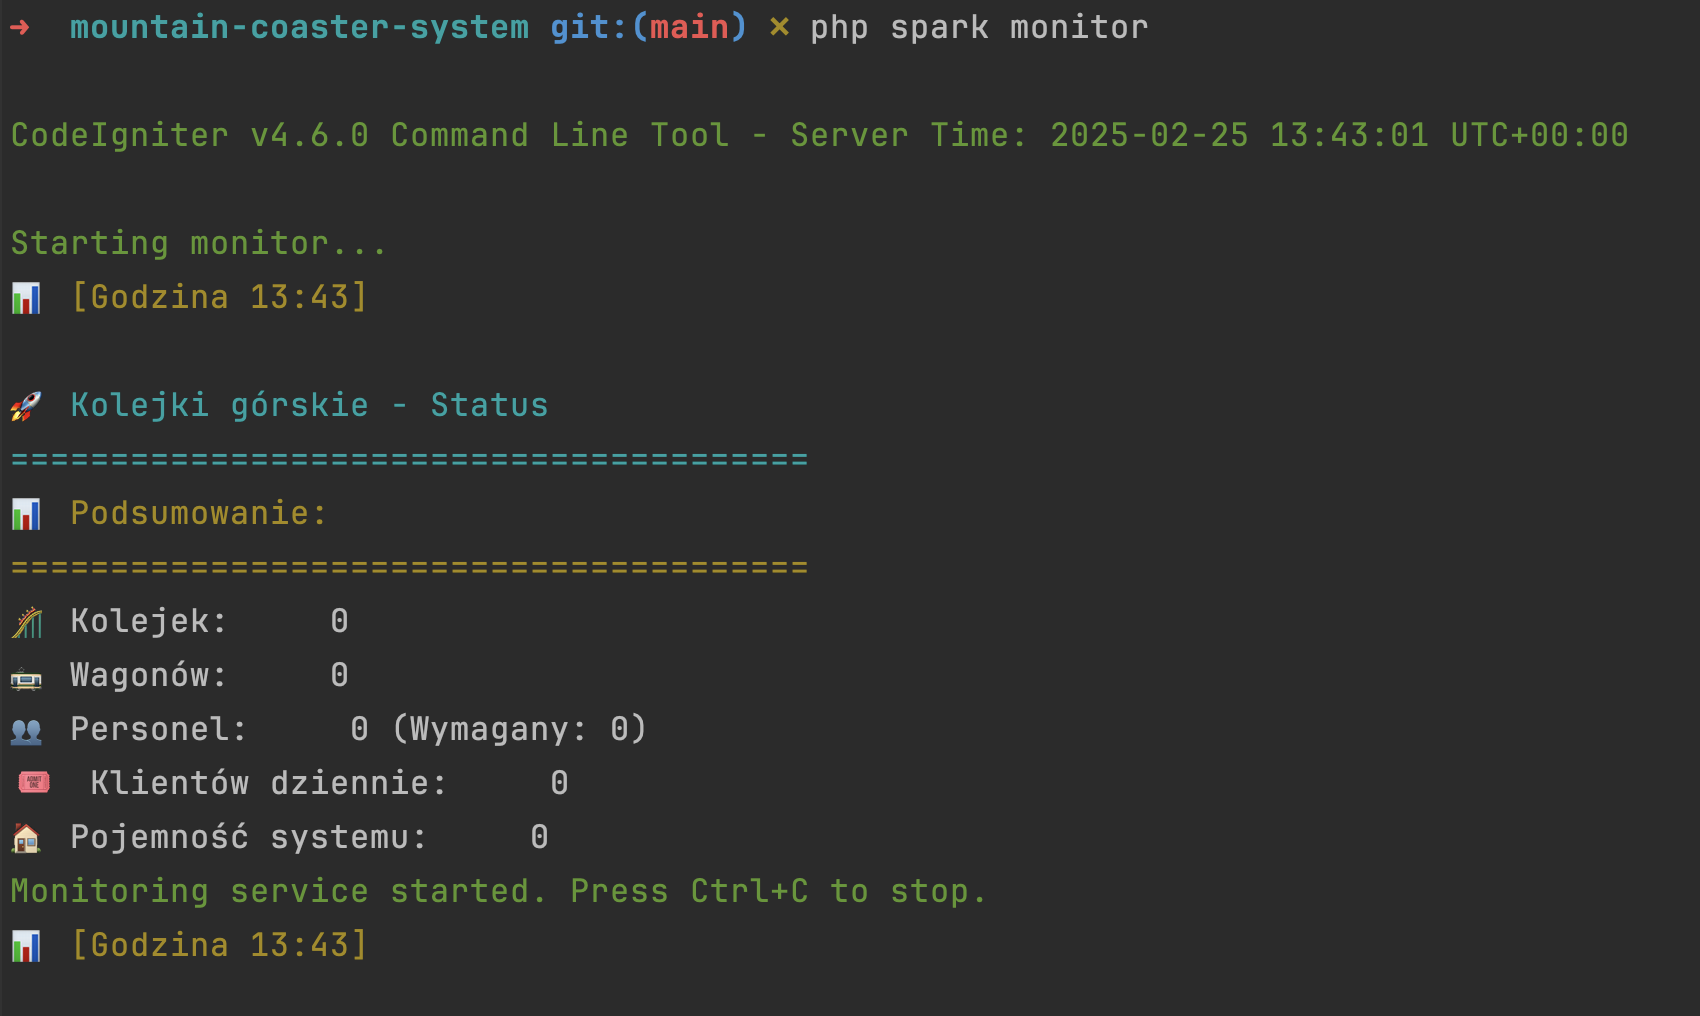 ➜ mountain-coaster-system git:(main) ✗ php spark monitor
CodeIgniter v4.6.0 Command Line Tool - Server Time: 2025-02-25 13:43:01 UTC+00:00
Starting monitor...
📊 [Godzina 13:43]
🚀 Kolejki górskie - Status
========================================
📊 Podsumowanie:
========================================
🎢 Kolejek: 0
🚋 Wagonów: 0
👥 Personel: 0 (Wymagany: 0)
🎟️ Klientów dziennie: 0
🏠 Pojemność systemu: 0
Monitoring service started. Press Ctrl+C to stop.
📊 [Godzina 13:43]